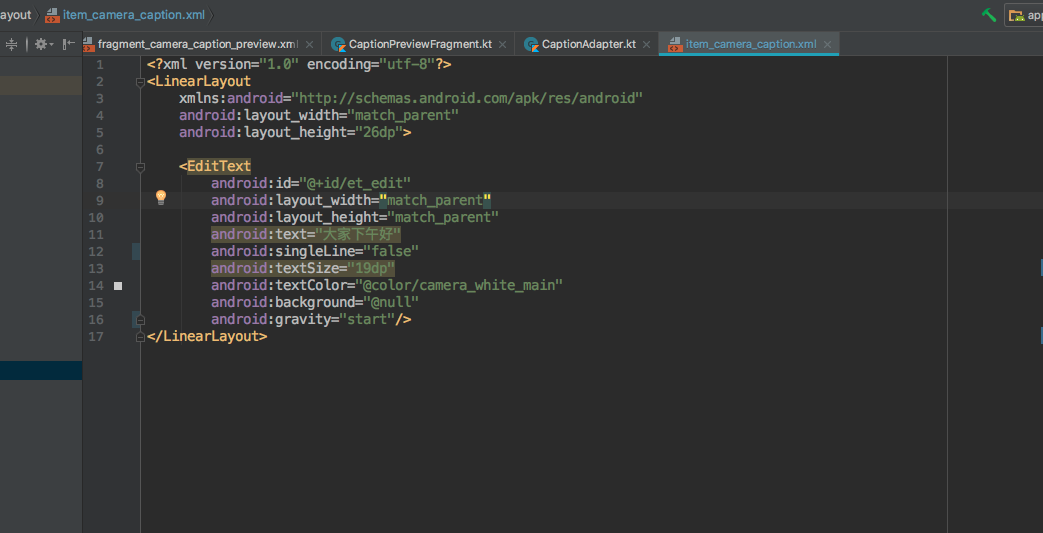 ayout item_camera_caption.xml app
fragment_camera_caption_preview.xml CaptionPreviewFragment.kt CaptionAdapter.kt item_camera_caption.xml
1 <?xml version="1.0" encoding="utf-8"?>
2 <LinearLayout
3 xmlns:android="http://schemas.android.com/apk/res/android"
4 android:layout_width="match_parent"
5 android:layout_height="26dp">
6
7 <EditText
8 android:id="@+id/et_edit"
9 android:layout_width="match_parent"
10 android:layout_height="match_parent"
11 android:text="大家下午好"
12 android:singleLine="false"
13 android:textSize="19dp"
14 android:textColor="@color/camera_white_main"
15 android:background="@null"
16 android:gravity="start"/>
17 </LinearLayout>